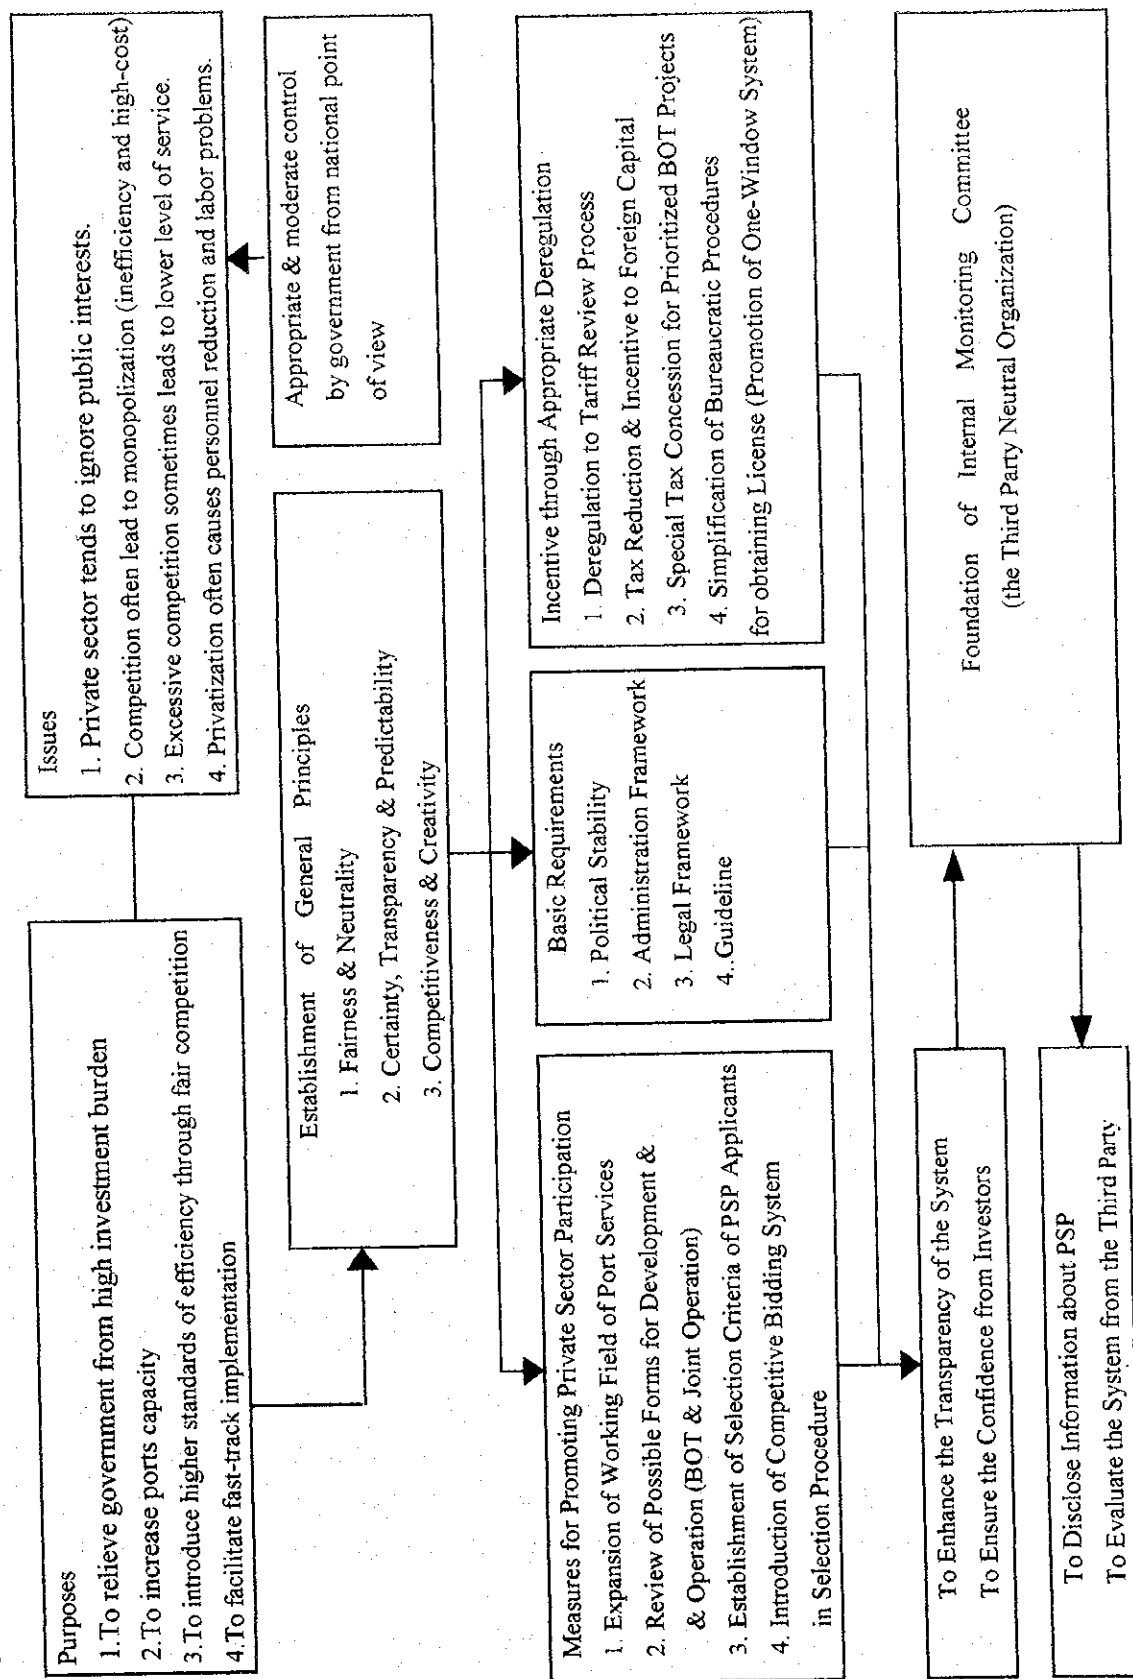 Purposes
1.To relieve government from high investment burden
2.To increase ports capacity
3.To introduce higher standards of efficiency through fair competition
4.To facilitate fast-track implementation
Issues
1. Private sector tends to ignore public interests.
2. Competition often lead to monopolization (inefficiency and high-cost)
3. Excessive competition sometimes leads to lower level of service.
4. Privatization often causes personnel reduction and labor problems.
Establishment of General Principles
1. Fairness & Neutrality
2. Certainty, Transparency & Predictability
3. Competitiveness & Creativity
Appropriate & moderate control
by government from national point
of view
Measures for Promoting Private Sector Participation
1. Expansion of Working Field of Port Services
2. Review of Possible Forms for Development &
& Operation (BOT & Joint Operation)
3. Establishment of Selection Criteria of PSP Applicants
4. Introduction of Competitive Bidding System
in Selection Procedure
Basic Requirements
1. Political Stability
2. Administration Framework
3. Legal Framework
4..Guideline
Incentive through Appropriate Deregulation
1. Deregulation to Tariff Review Process
2. Tax Reduction & Incentive to Foreign Capital
3. Special Tax Concession for Prioritized BOT Projects
4. Simplification of Bureaucratic Procedures
for obtaining License (Promotion of One-Window System)
To Enhance the Transparency of the System
To Ensure the Confidence from Investors
Foundation of Internal Monitoring Committee
(the Third Party Neutral Organization)
To Disclose Information about PSP
To Evaluate the System from the Third Party